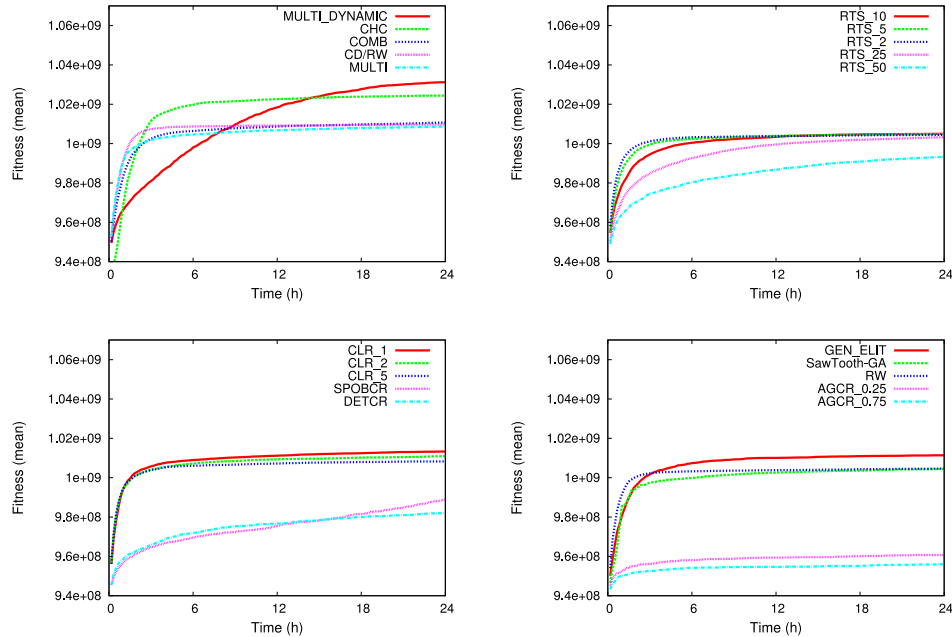 1.06e+09
1.04e+09
1.02e+09
1e+09
9.8e+08
9.6e+08
9.4e+08
Fitness (mean)
MULTI_DYNAMIC
CHC
COMB
CD/RW
MULTI
0 6 12 18 24
Time (h)
1.06e+09
1.04e+09
1.02e+09
1e+09
9.8e+08
9.6e+08
9.4e+08
Fitness (mean)
RTS_10
RTS_5
RTS_2
RTS_25
RTS_50
0 6 12 18 24
Time (h)
1.06e+09
1.04e+09
1.02e+09
1e+09
9.8e+08
9.6e+08
9.4e+08
Fitness (mean)
CLR_1
CLR_2
CLR_5
SPOBCR
DETCR
0 6 12 18 24
Time (h)
1.06e+09
1.04e+09
1.02e+09
1e+09
9.8e+08
9.6e+08
9.4e+08
Fitness (mean)
GEN_ELIT
SawTooth-GA
RW
AGCR_0.25
AGCR_0.75
0 6 12 18 24
Time (h)